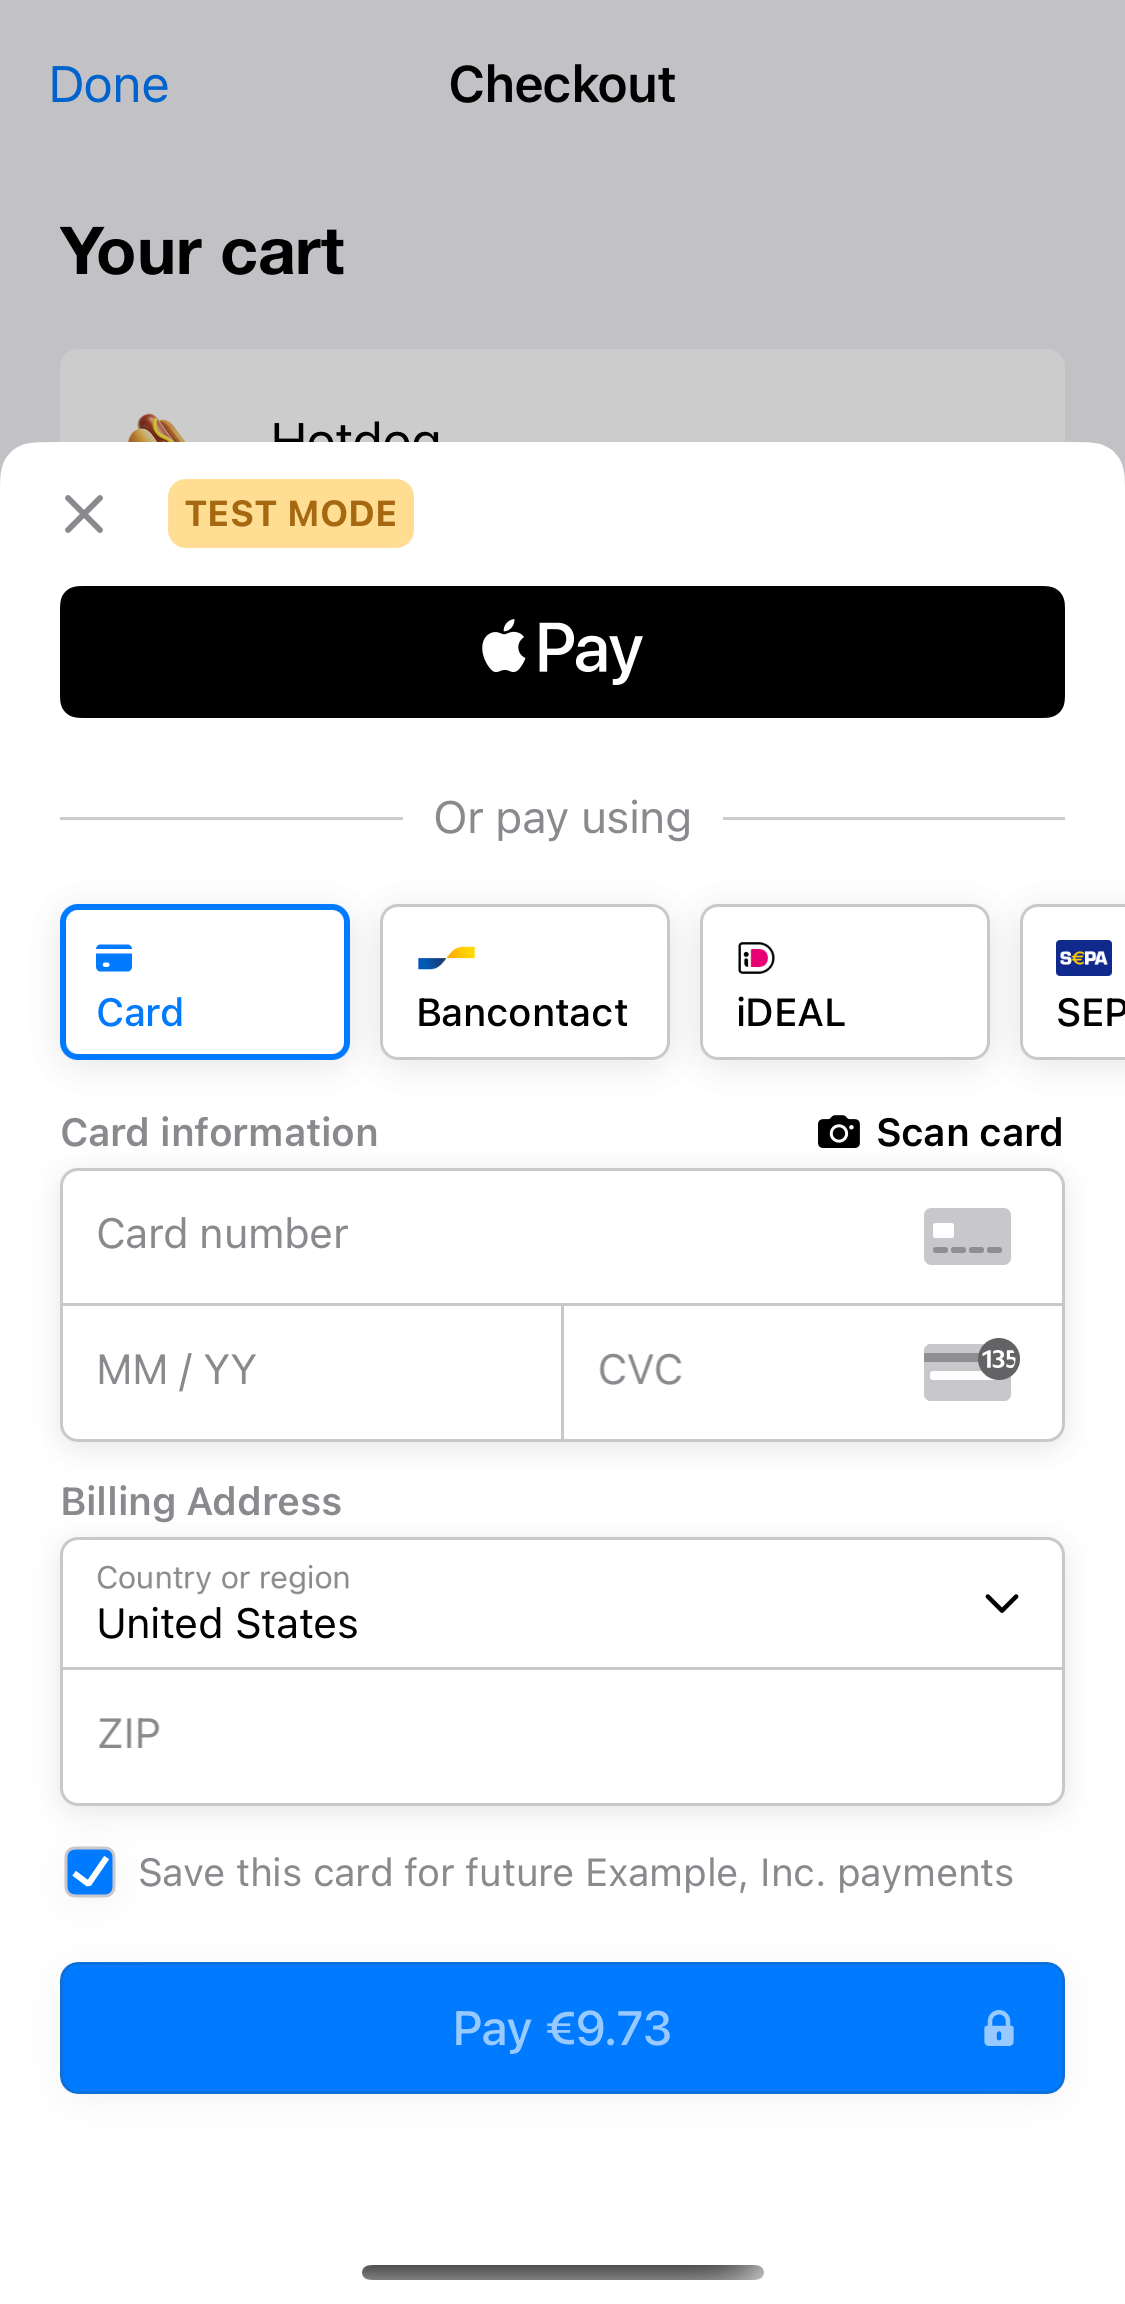 Done
Checkout
Your cart
Hotdog
TEST MODE
Pay
Or pay using
Card
Bancontact
iD
iDEAL
S€PA
SEP
Card information
Scan card
Card number
MM / YY
CVC
135
Billing Address
Country or region
United States
ZIP
Save this card for future Example, Inc. payments
Pay €9.73